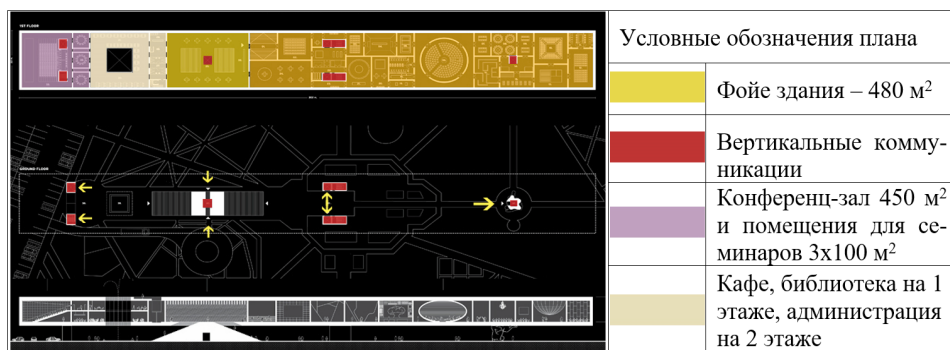 1ST FLOOR
GROUND FLOOR
Условные обозначения плана
Фойе здания – 480 м²
Вертикальные комму-
никации
Конференц-зал 450 м²
и помещения для се-
минаров 3х100 м²
Кафе, библиотека на 1
этаже, администрация
на 2 этаже